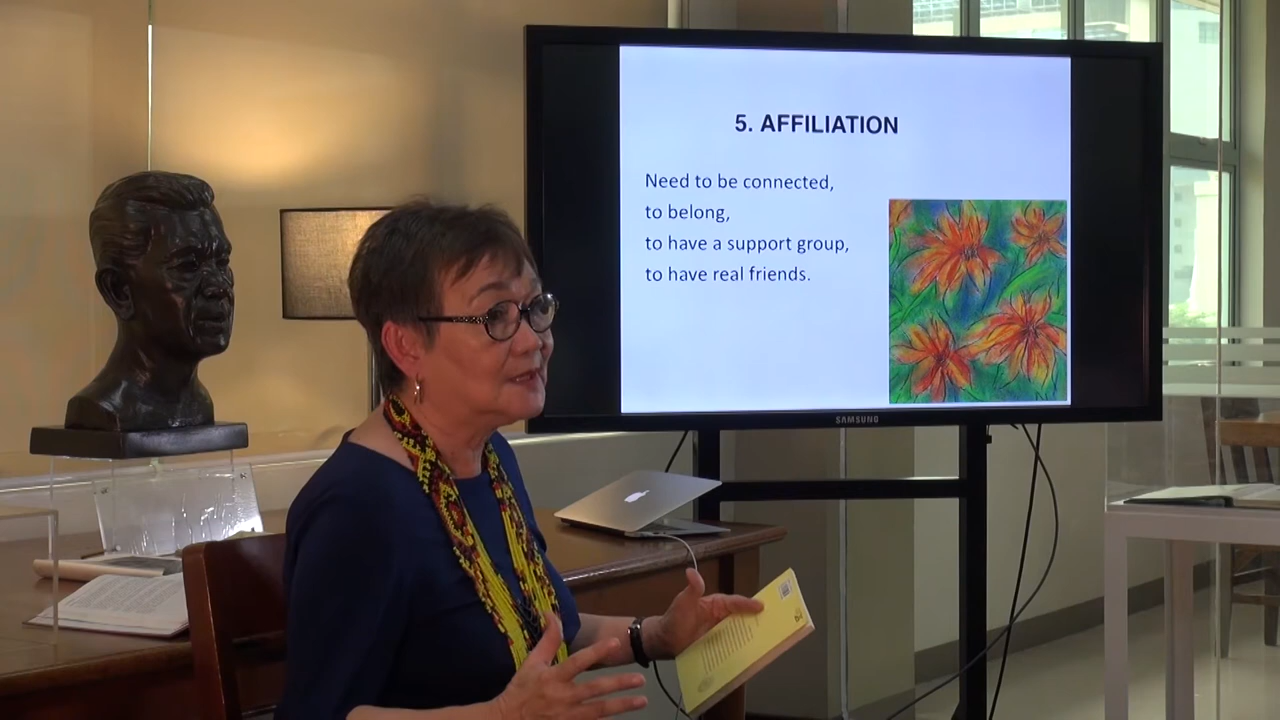 5. AFFILIATION
Need to be connected,
to belong,
to have a support group,
to have real friends.
SAMSUNG